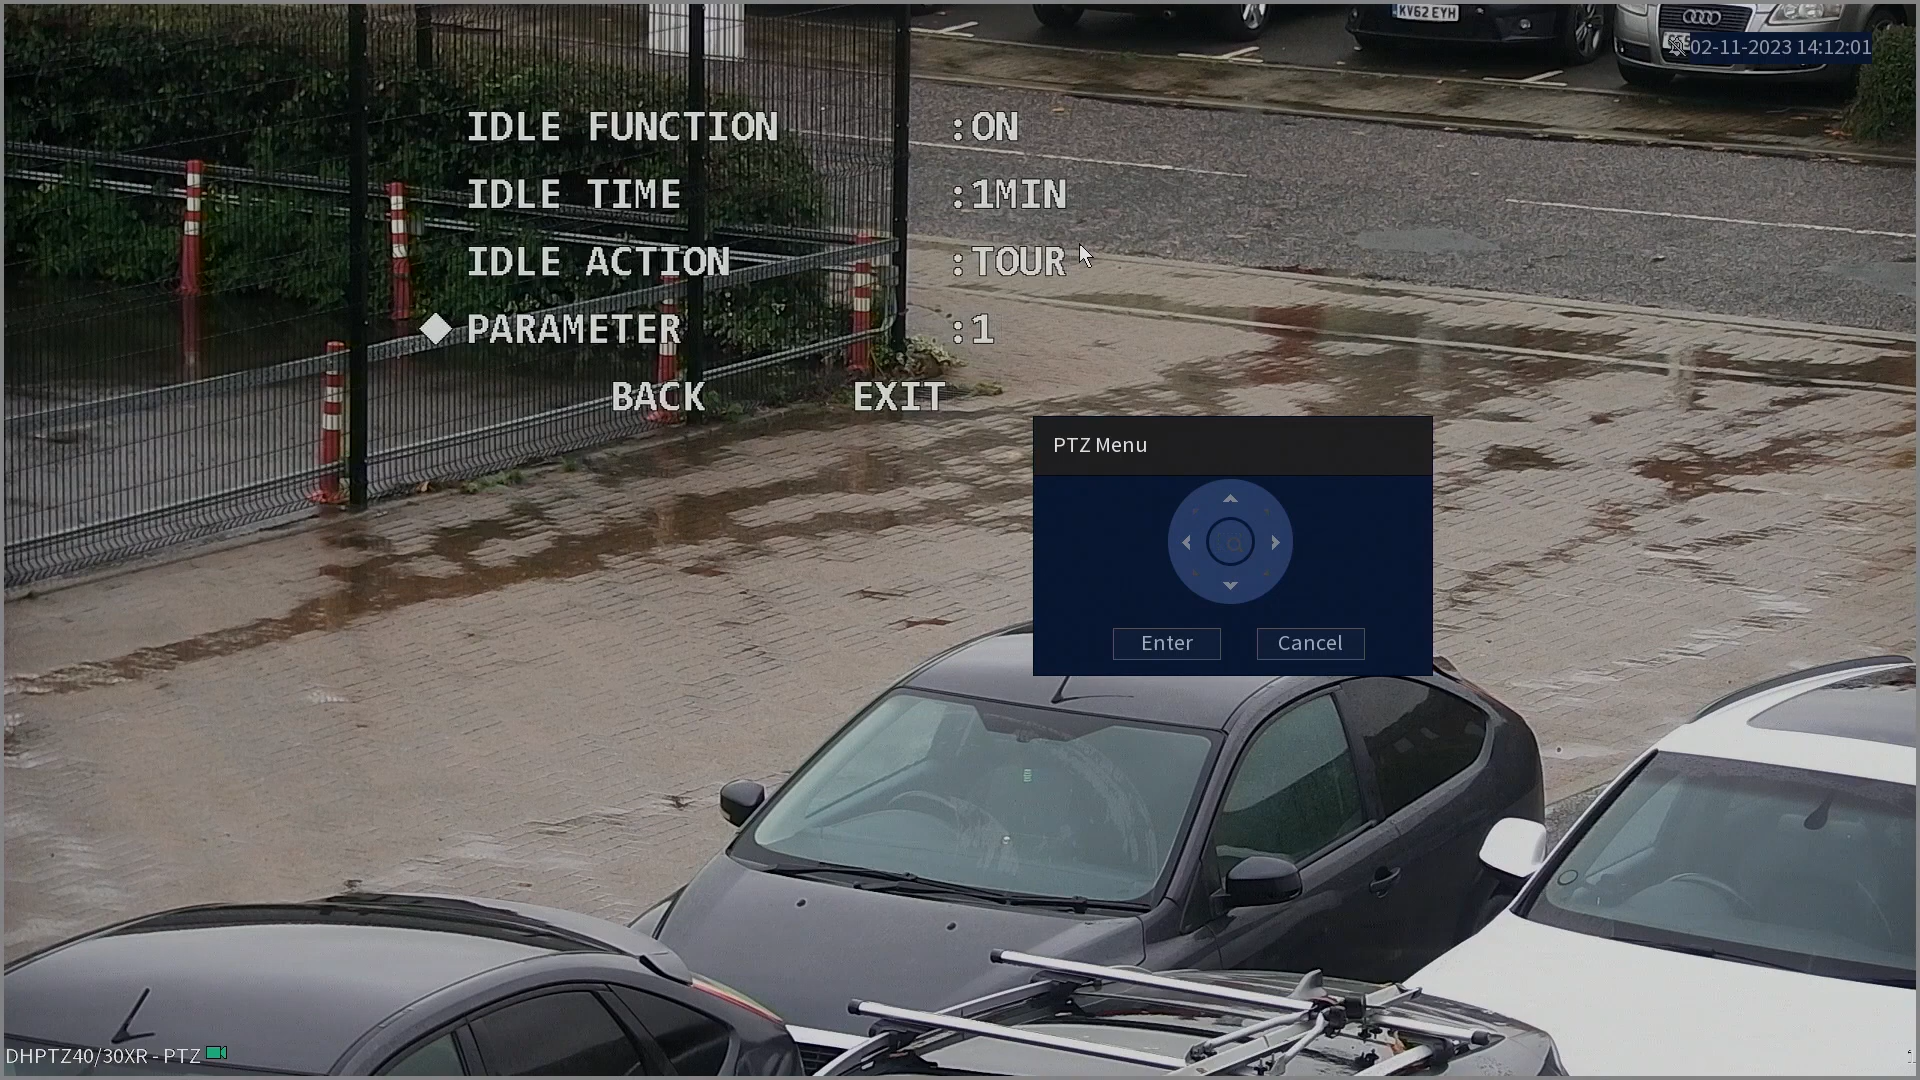 KV62 EYH
02-11-2023 14:12:01
IDLE FUNCTION :ON
IDLE TIME :1MIN
IDLE ACTION :TOUR
PARAMETER :1
BACK EXIT
PTZ Menu
Enter Cancel
DHPTZ40/30XR - PTZ